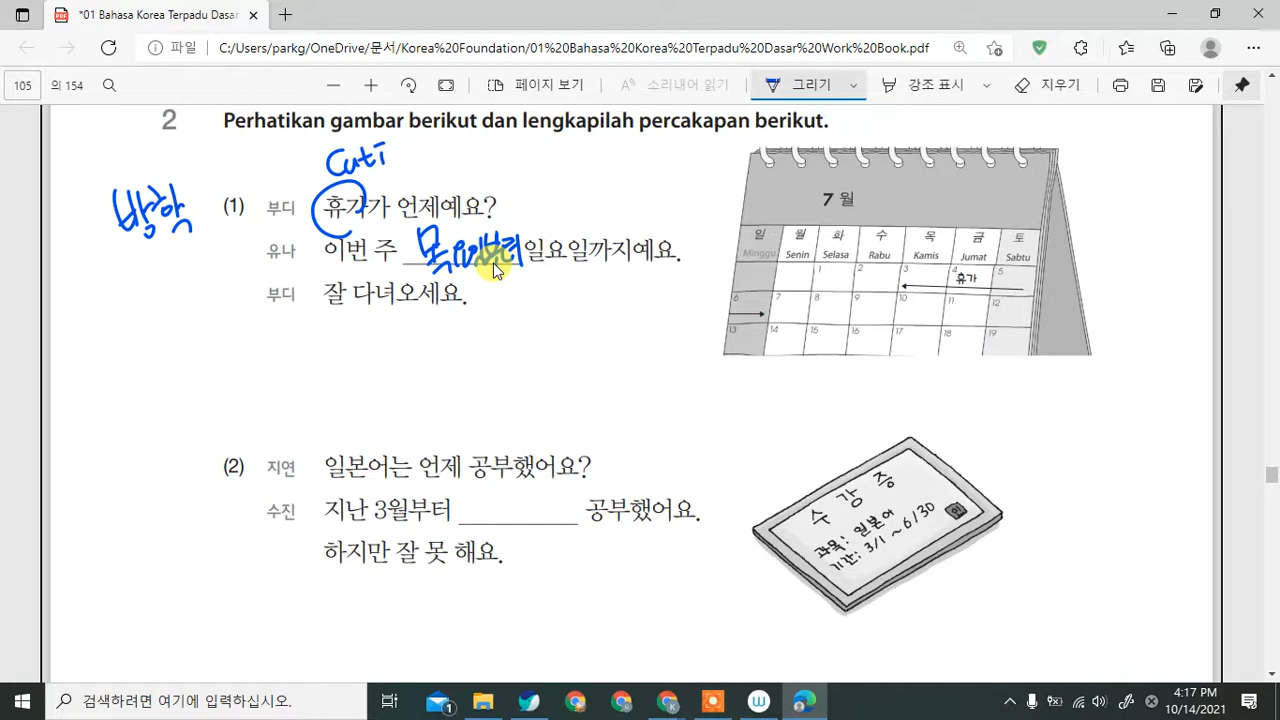 *01 Bahasa Korea Terpadu Dasar
파일 C:/Users/parkg/OneDrive/문서/Korea%20Foundation/01%20Bahasa%20Korea%20Terpadu%20Dasar%20Work%20Book.pdf
105 의 154 페이지 보기 소리내어 읽기 그리기 강조 표시 지우기
2 Perhatikan gambar berikut dan lengkapilah percakapan berikut.
cuti
방학
(1) 부디 휴가가 언제예요?
유나 이번 주 목요일부터 일요일까지예요.
부디 잘 다녀오세요.
7 월
일 월 화 수 목 금 토
Minggu Senin Selasa Rabu Kamis Jumat Sabtu
1 2 3 4 5
휴가
6 7 8 9 10 11 12
13 14 15 16 17 18 19
(2) 지연 일본어는 언제 공부했어요?
수진 지난 3월부터 ________ 공부했어요.
하지만 잘 못 해요.
수강증
과목: 일본어
기간: 3/1 ~ 6/30
인
검색하려면 여기에 입력하십시오.
1
4:17 PM
10/14/2021